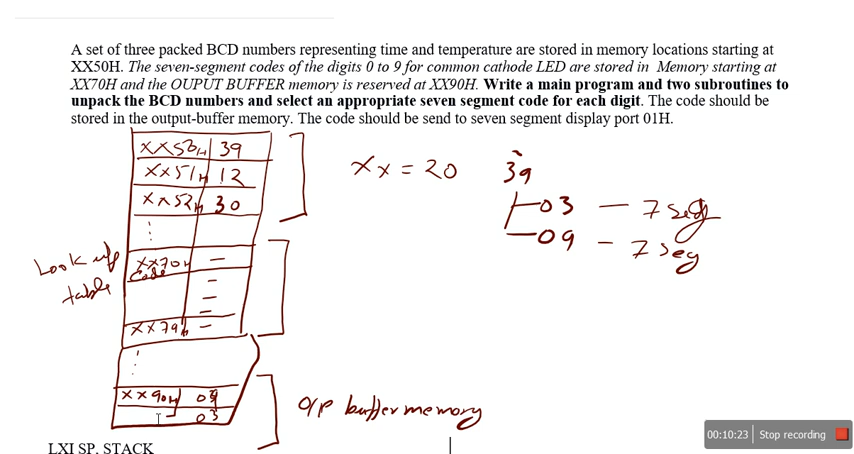 A set of three packed BCD numbers representing time and temperature are stored in memory locations starting at
XX50H. The seven-segment codes of the digits 0 to 9 for common cathode LED are stored in Memory starting at
XX70H and the OUPUT BUFFER memory is reserved at XX90H. Write a main program and two subroutines to
unpack the BCD numbers and select an appropriate seven segment code for each digit. The code should be
stored in the output-buffer memory. The code should be send to seven segment display port 01H.
XX50H 39
XX51H 12
XX52H 30
XX = 20
39
03 - 7 seg
09 - 7 seg
Look up
table
XX70H -
Code
XX79H -
XX90H 09
03
O/P buffer memory
LXI SP, STACK
00:10:23 Stop recording